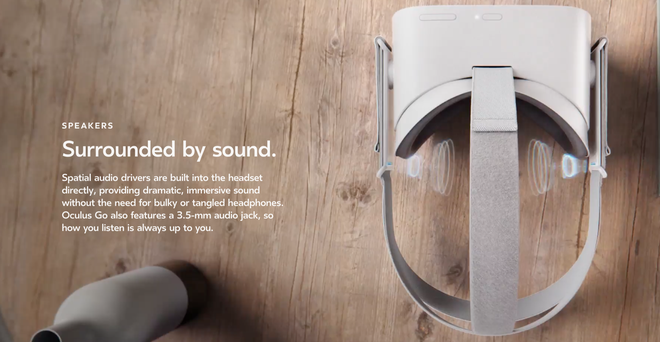 SPEAKERS
Surrounded by sound.
Spatial audio drivers are built into the headset
directly, providing dramatic, immersive sound
without the need for bulky or tangled headphones.
Oculus Go also features a 3.5-mm audio jack, so
how you listen is always up to you.